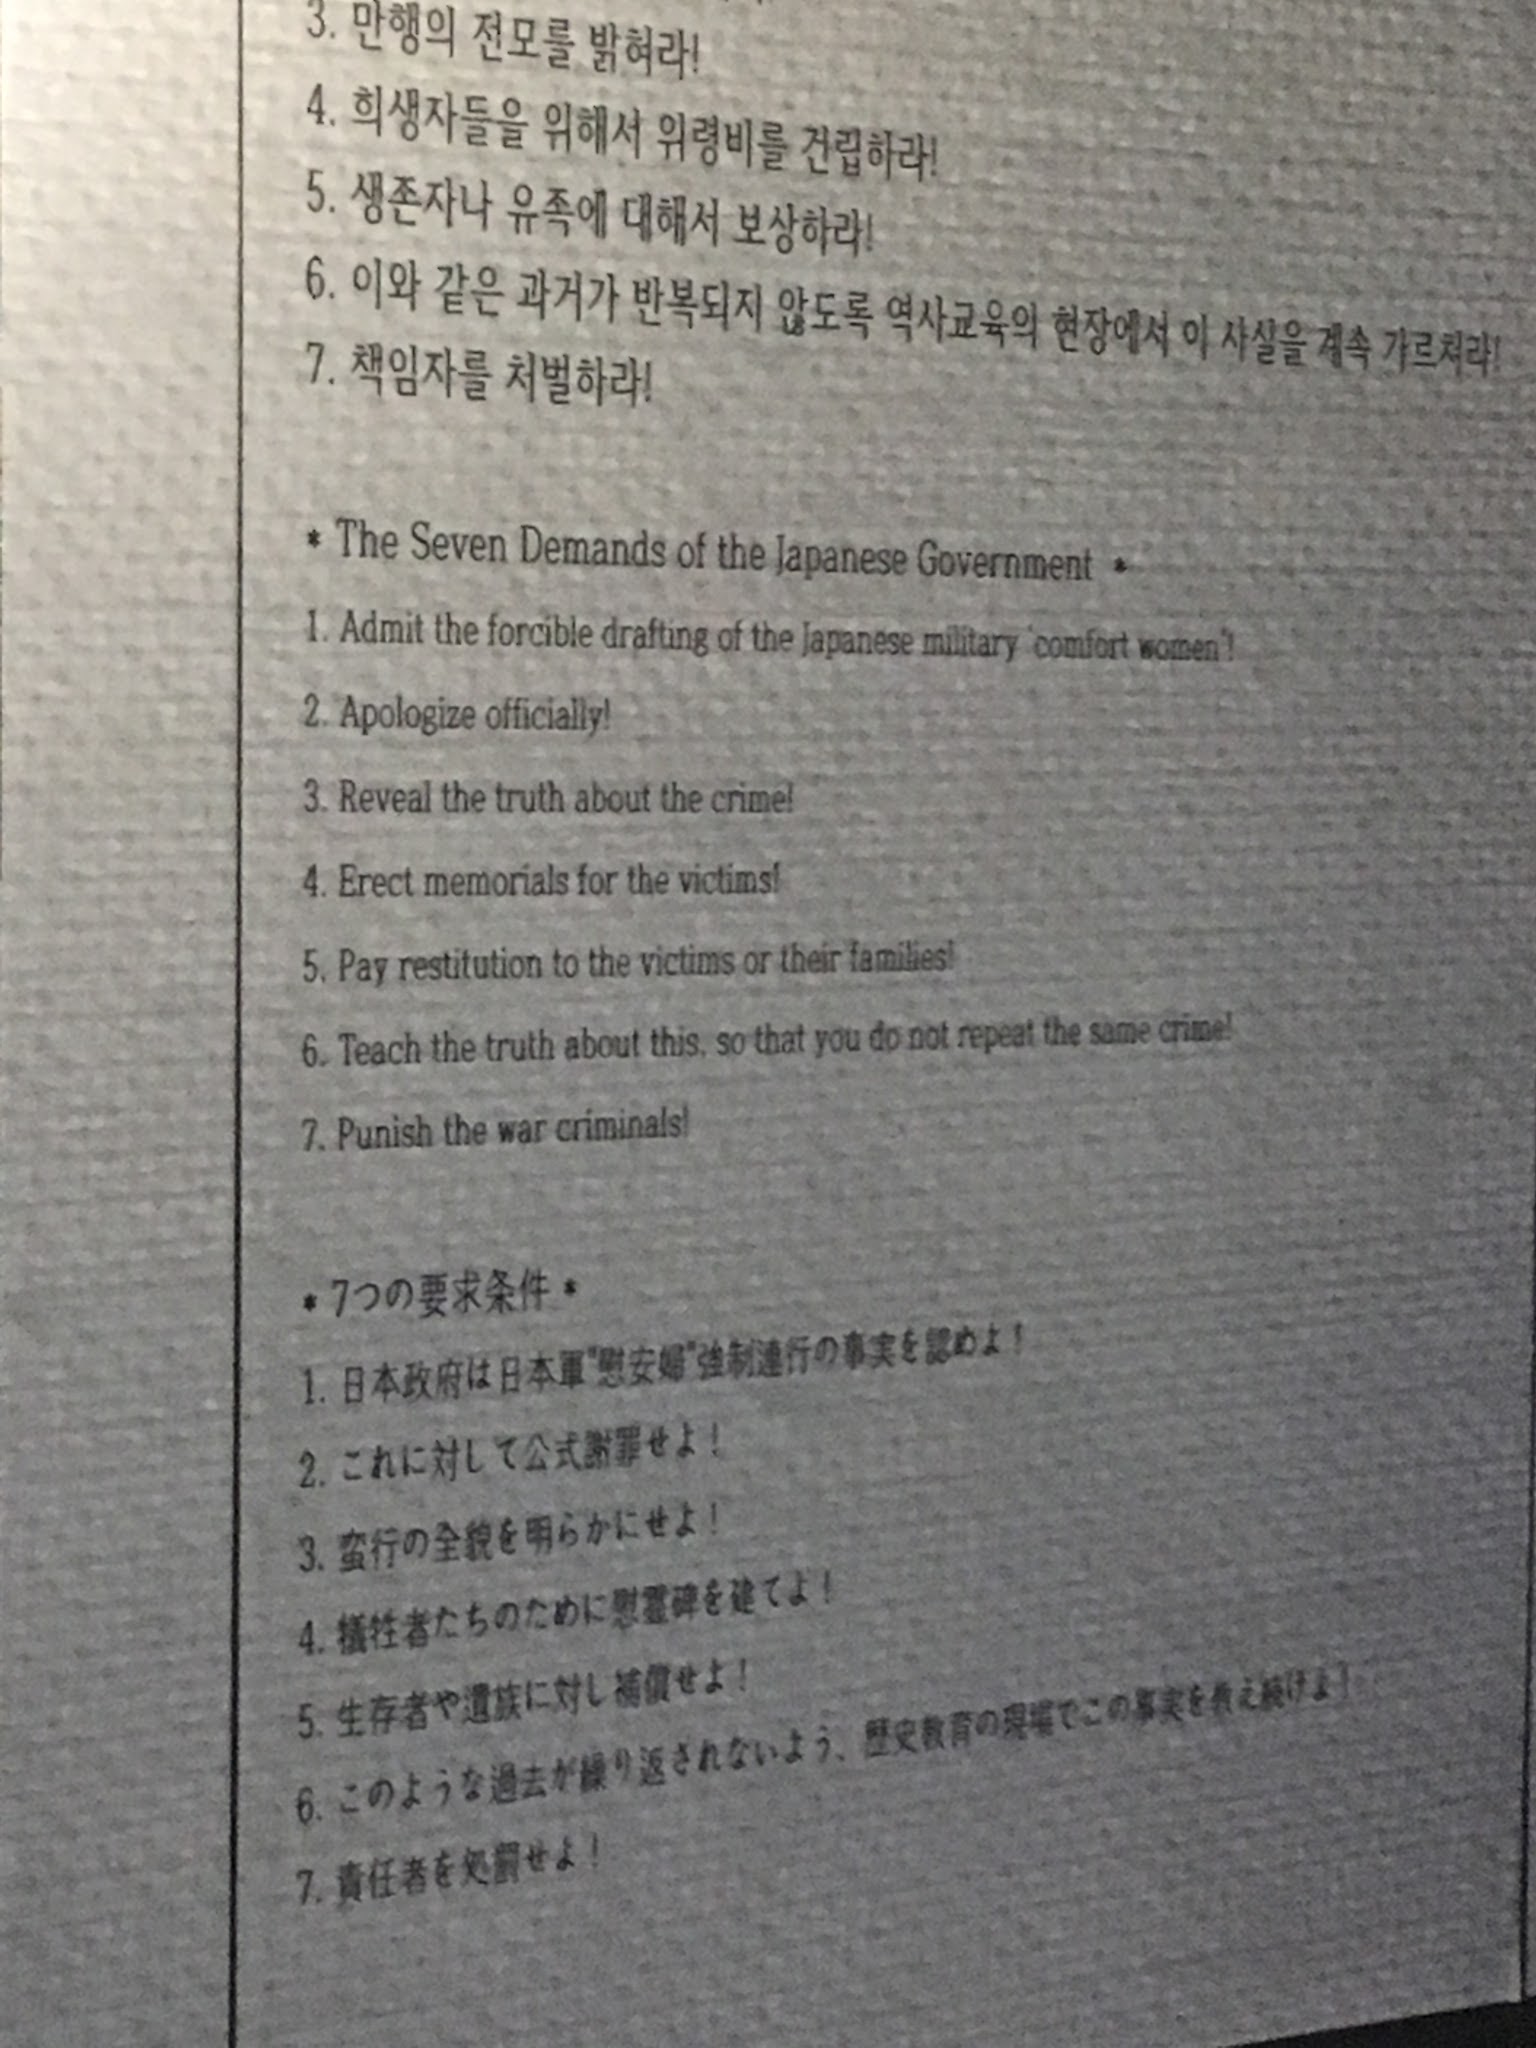 3. 만행의 전모를 밝혀라!
4. 희생자들을 위해서 위령비를 건립하라!
5. 생존자나 유족에 대해서 보상하라!
6. 이와 같은 과거가 반복되지 않도록 역사교육의 현장에서 이 사실을 계속 가르쳐라!
7. 책임자를 처벌하라!
* The Seven Demands of the Japanese Government *
1. Admit the forcible drafting of the Japanese military 'comfort women'!
2. Apologize officially!
3. Reveal the truth about the crime!
4. Erect memorials for the victims!
5. Pay restitution to the victims or their families!
6. Teach the truth about this, so that you do not repeat the same crime!
7. Punish the war criminals!
* 7つの要求条件 *
1. 日本政府は日本軍"慰安婦"強制連行の事実を認めよ！
2. これに対して公式謝罪せよ！
3. 蛮行の全貌を明らかにせよ！
4. 犠牲者たちのために慰霊碑を建てよ！
5. 生存者や遺族に対し補償せよ！
6. このような過去が繰り返されないよう、歴史教育の現場でこの事実を教え続けよ！
7. 責任者を処罰せよ！